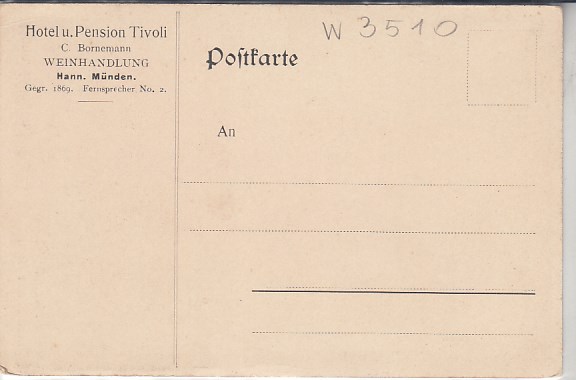 Hotel u. Pension Tivoli
C. Bornemann
WEINHANDLUNG
Hann. Münden.
Gegr. 1869. Fernsprecher No. 2.
W 3510
Poſtkarte
An